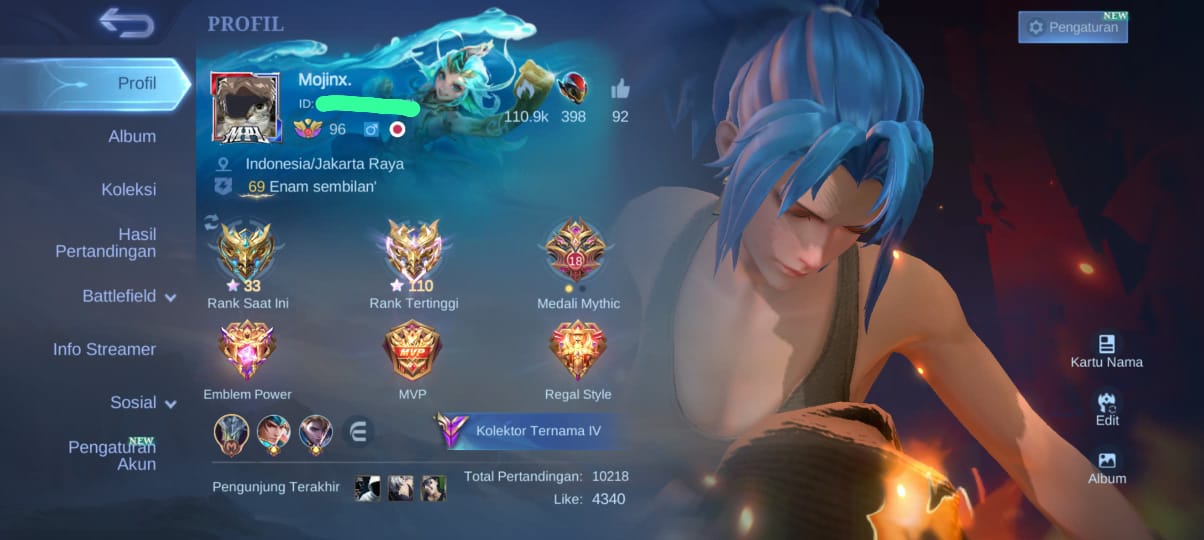 PROFIL
NEW
Pengaturan
Profil
Mojinx.
ID:
96
110.9k
398
92
Album
Indonesia/Jakarta Raya
69 Enam sembilan'
Koleksi
Hasil
Pertandingan
33
110
18
Rank Saat Ini
Rank Tertinggi
Medali Mythic
Battlefield
Info Streamer
MVP
Kartu Nama
Emblem Power
MVP
Regal Style
Sosial
Edit
Kolektor Ternama IV
NEW
Pengaturan
Akun
Pengunjung Terakhir
Total Pertandingan: 10218
Like: 4340
Album